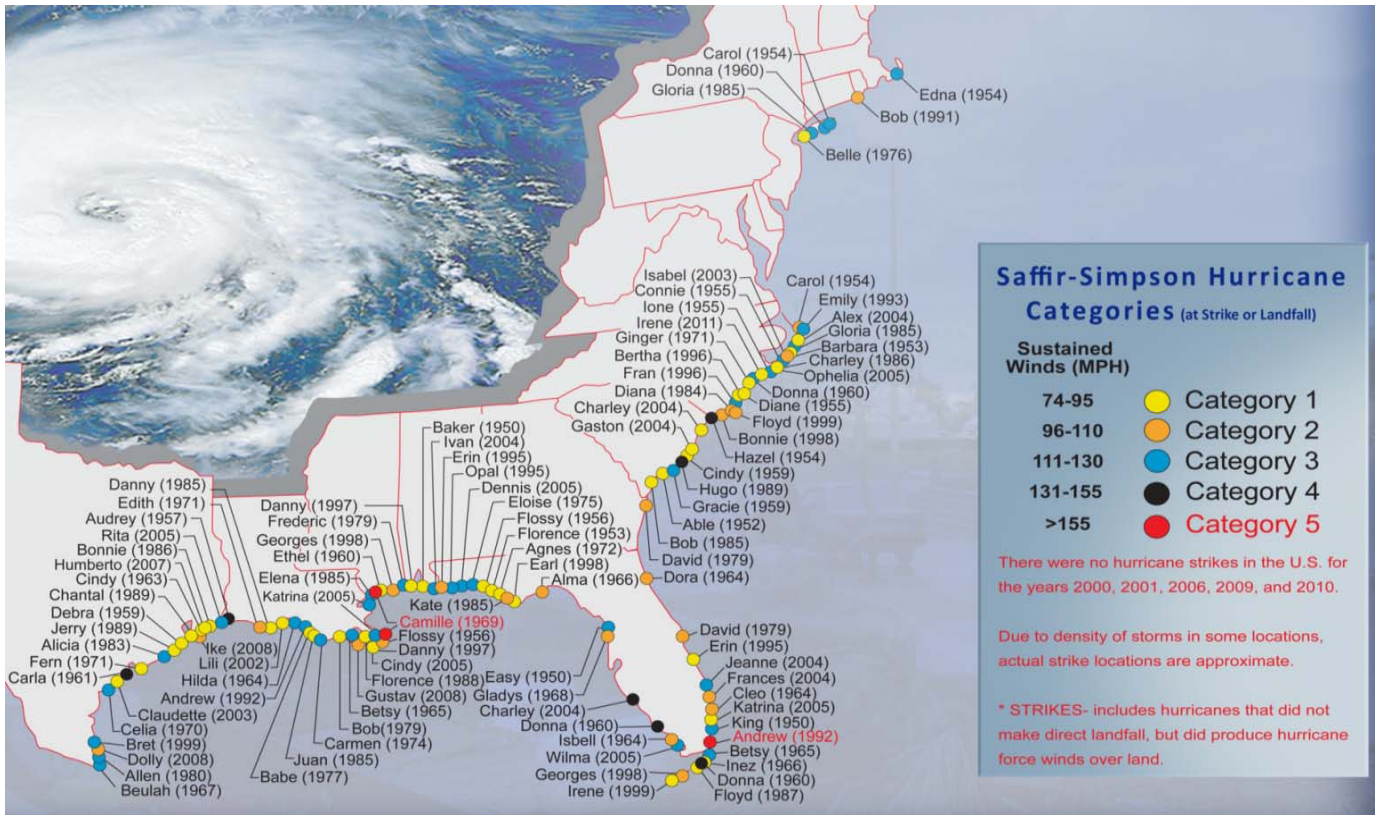 Carol (1954)
Donna (1960)
Gloria (1985)
Edna (1954)
Bob (1991)
Belle (1976)
Isabel (2003)
Connie (1955)
Ione (1955)
Irene (2011)
Ginger (1971)
Bertha (1996)
Fran (1996)
Diana (1984)
Charley (2004)
Gaston (2004)
Carol (1954)
Emily (1993)
Alex (2004)
Gloria (1985)
Barbara (1953)
Charley (1986)
Ophelia (2005)
Donna (1960)
Diane (1955)
Floyd (1999)
Bonnie (1998)
Hazel (1954)
Cindy (1959)
Hugo (1989)
Gracie (1959)
Able (1952)
Bob (1985)
David (1979)
Dora (1964)
Baker (1950)
Ivan (2004)
Erin (1995)
Opal (1995)
Dennis (2005)
Eloise (1975)
Flossy (1956)
Florence (1953)
Agnes (1972)
Earl (1998)
Alma (1966)
Danny (1997)
Frederic (1979)
Georges (1998)
Ethel (1960)
Elena (1985)
Katrina (2005)
Kate (1985)
Danny (1985)
Edith (1971)
Audrey (1957)
Rita (2005)
Bonnie (1986)
Humberto (2007)
Cindy (1963)
Chantal (1989)
Debra (1959)
Jerry (1989)
Alicia (1983)
Fern (1971)
Carla (1961)
Camille (1969)
Flossy (1956)
Danny (1997)
Cindy (2005)
Florence (1988)
Gustav (2008)
Betsy (1965)
Bob(1979)
Carmen (1974)
Juan (1985)
Babe (1977)
Ike (2008)
Lili (2002)
Hilda (1964)
Andrew (1992)
Claudette (2003)
Celia (1970)
Bret (1999)
Dolly (2008)
Allen (1980)
Beulah (1967)
Easy (1950)
Gladys (1968)
Charley (2004)
Donna (1960)
Isbell (1964)
Wilma (2005)
Georges (1998)
Irene (1999)
David (1979)
Erin (1995)
Jeanne (2004)
Frances (2004)
Cleo (1964)
Katrina (2005)
King (1950)
Andrew (1992)
Betsy (1965)
Inez (1966)
Donna (1960)
Floyd (1987)
Saffir-Simpson Hurricane
Categories (at Strike or Landfall)
Sustained
Winds (MPH)
74-95 Category 1
96-110 Category 2
111-130 Category 3
131-155 Category 4
>155 Category 5
There were no hurricane strikes in the U.S. for
the years 2000, 2001, 2006, 2009, and 2010.
Due to density of storms in some locations,
actual strike locations are approximate.
* STRIKES- includes hurricanes that did not
make direct landfall, but did produce hurricane
force winds over land.